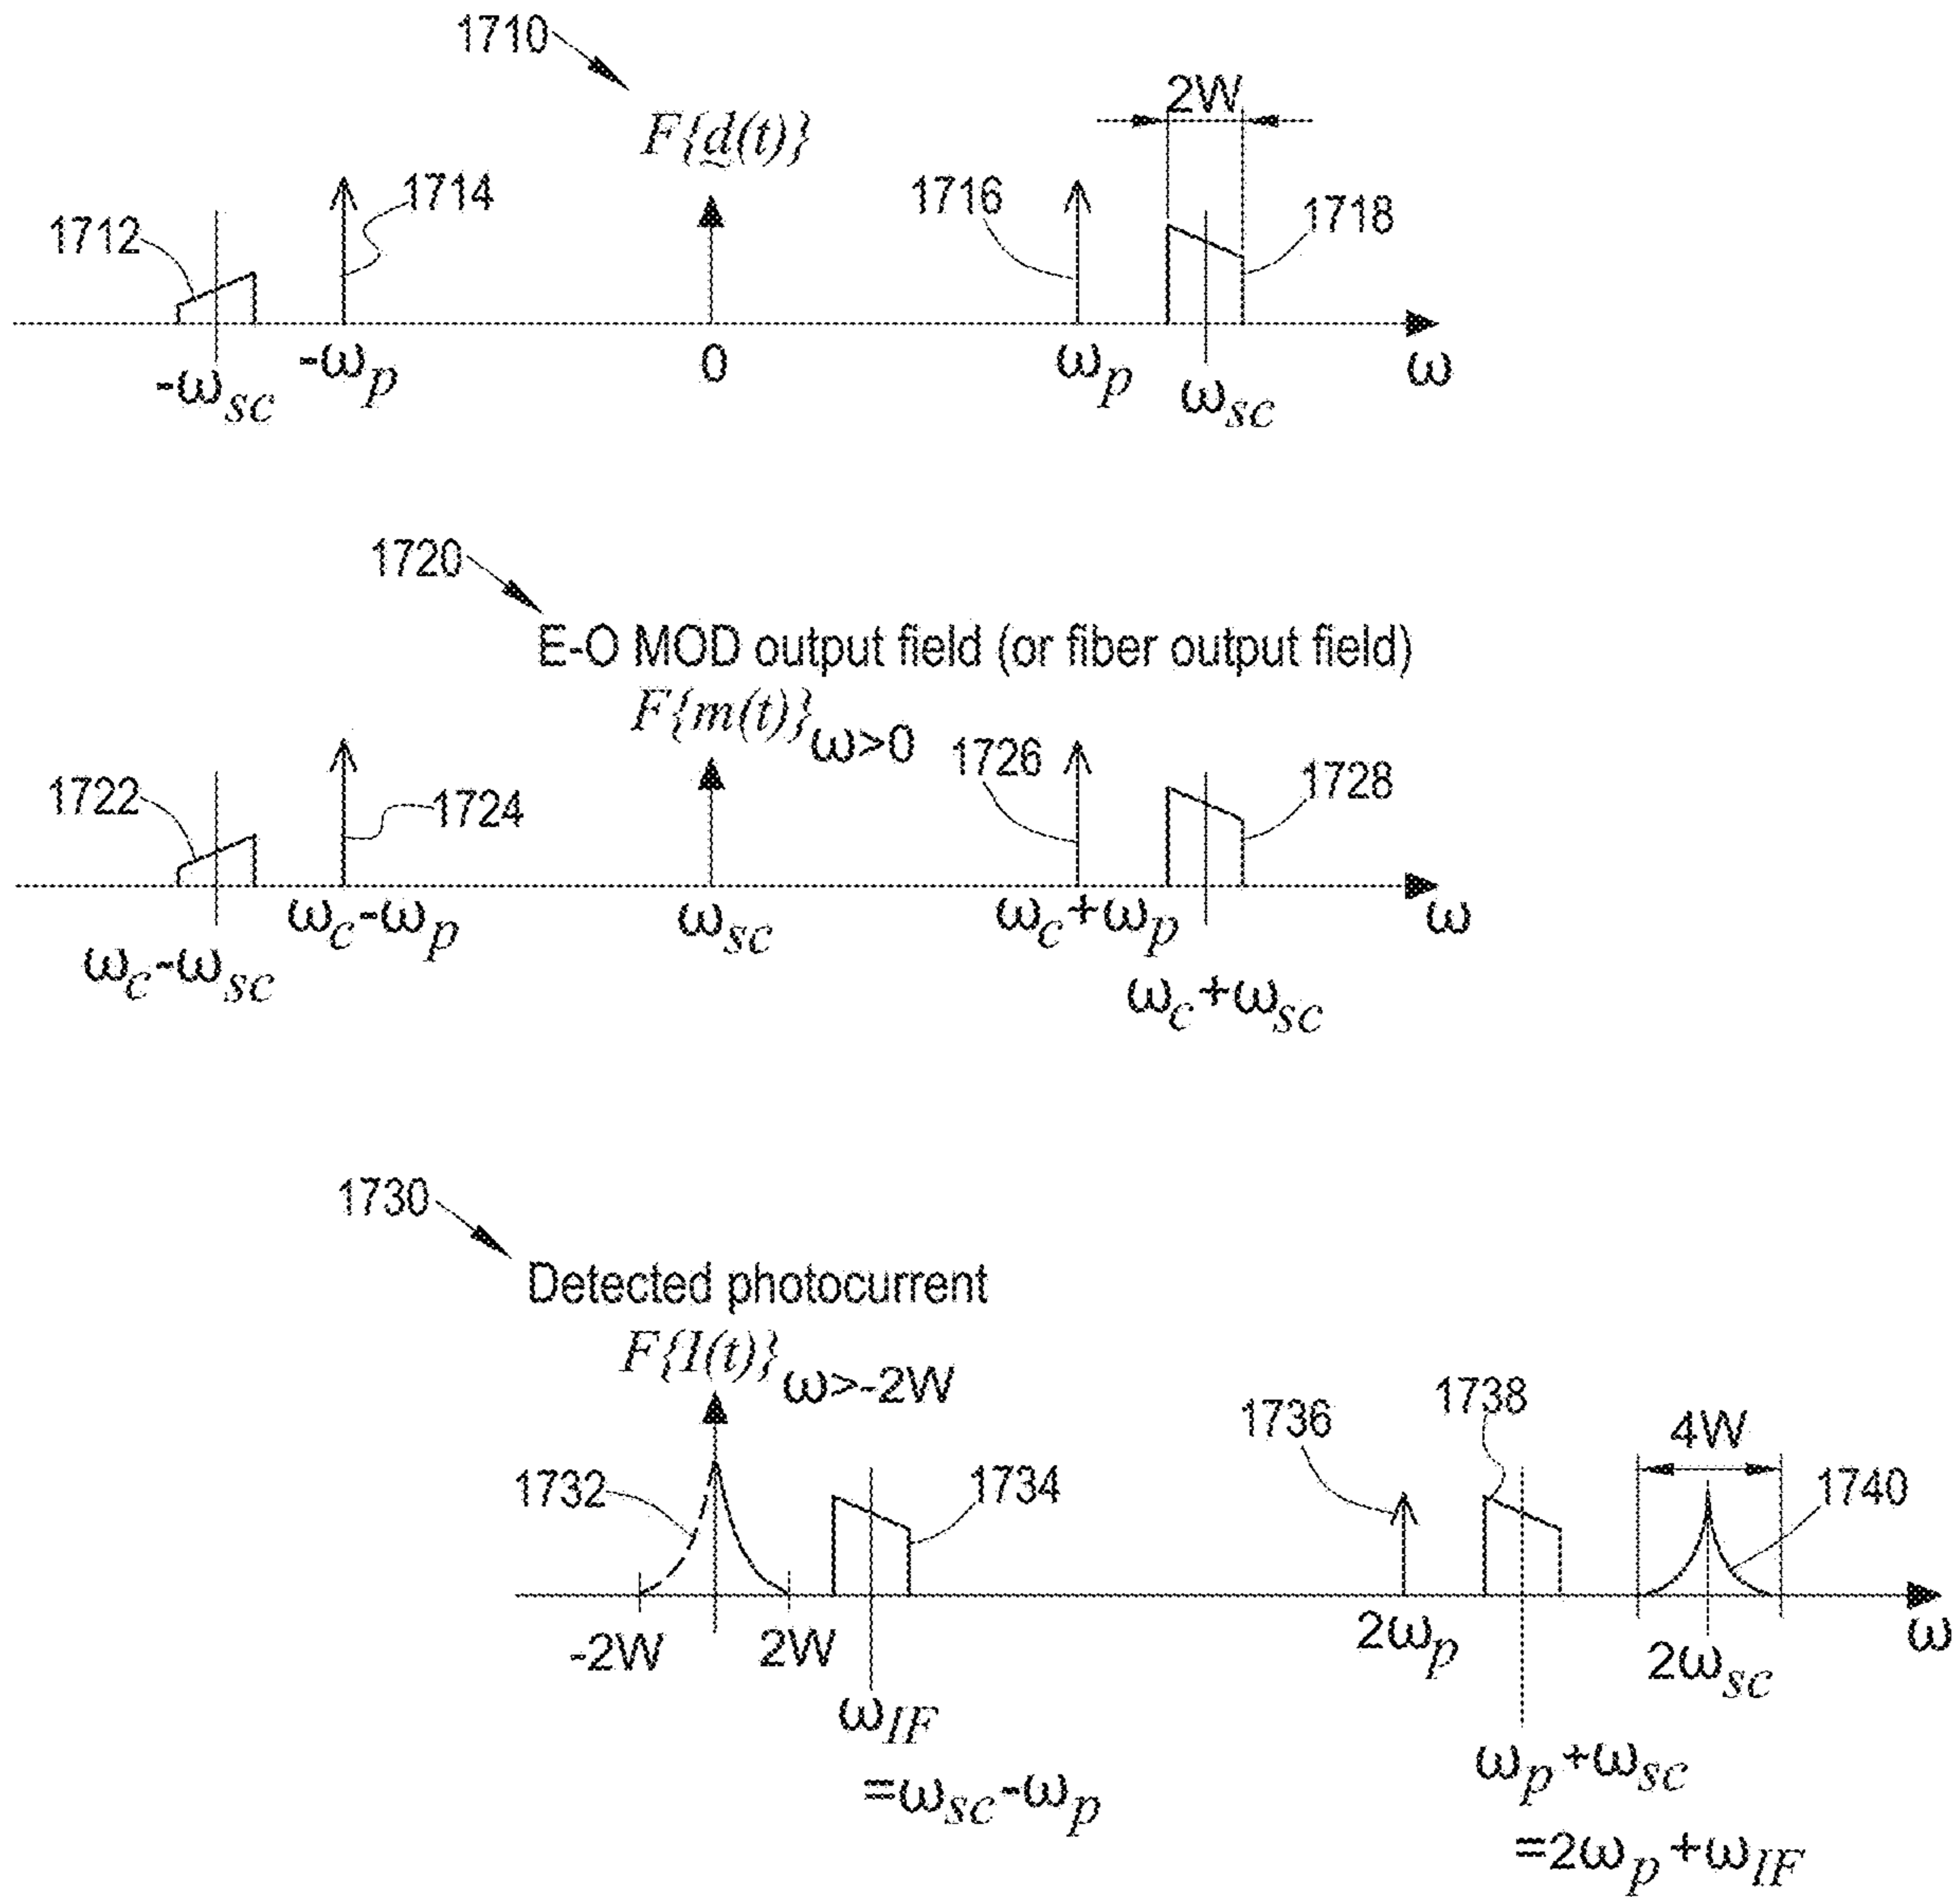 1710
F{d(t)}
2W
1712
1714
1716
1718
-ω_sc
-ω_p
0
ω_p
ω_sc
ω
1720
E-O MOD output field (or fiber output field)
F{m(t)}_ω>0
1722
1724
1726
1728
ω_c-ω_sc
ω_c-ω_p
ω_sc
ω_c+ω_p
ω_c+ω_sc
ω
1730
Detected photocurrent
F{I(t)}_ω>-2W
1732
1734
1736
1738
4W
1740
-2W
2W
ω_IF
=ω_sc-ω_p
2ω_p
ω_p+ω_sc
=2ω_p+ω_IF
2ω_sc
ω